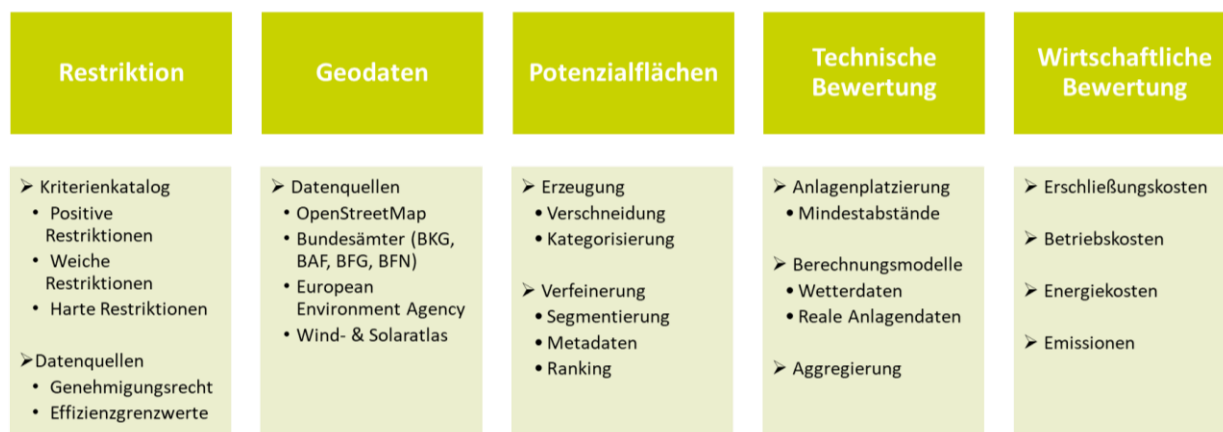 Restriktion
➢ Kriterienkatalog
• Positive
Restriktionen
• Weiche
Restriktionen
• Harte Restriktionen
➢Datenquellen
• Genehmigungsrecht
• Effizienzgrenzwerte
Geodaten
➢ Datenquellen
• OpenStreetMap
• Bundesämter (BKG,
BAF, BFG, BFN)
• European
Environment Agency
• Wind- & Solaratlas
Potenzialflächen
➢ Erzeugung
• Verschneidung
• Kategorisierung
➢ Verfeinerung
• Segmentierung
• Metadaten
• Ranking
Technische
Bewertung
➢ Anlagenplatzierung
• Mindestabstände
➢ Berechnungsmodelle
• Wetterdaten
• Reale Anlagendaten
➢ Aggregierung
Wirtschaftliche
Bewertung
➢ Erschließungskosten
➢ Betriebskosten
➢ Energiekosten
➢ Emissionen